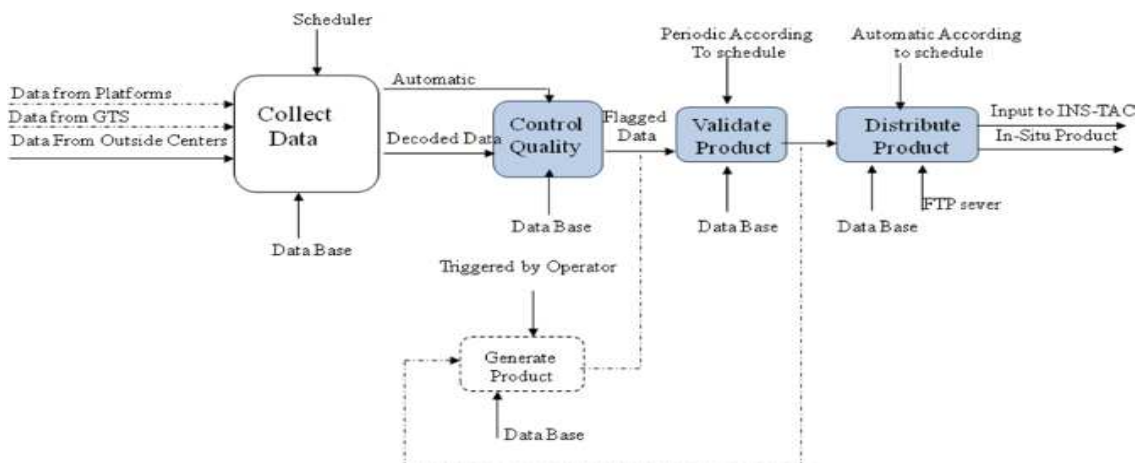 Scheduler
Periodic According
To schedule
Automatic According
to schedule
Data from Platforms
Data from GTS
Data From Outside Centers
Collect
Data
Automatic
Decoded Data
Control
Quality
Flagged
Data
Validate
Product
Distribute
Product
Input to INS-TAC
In-Situ Product
Data Base
Data Base
Data Base
Data Base
FTP sever
Triggered by Operator
Generate
Product
Data Base